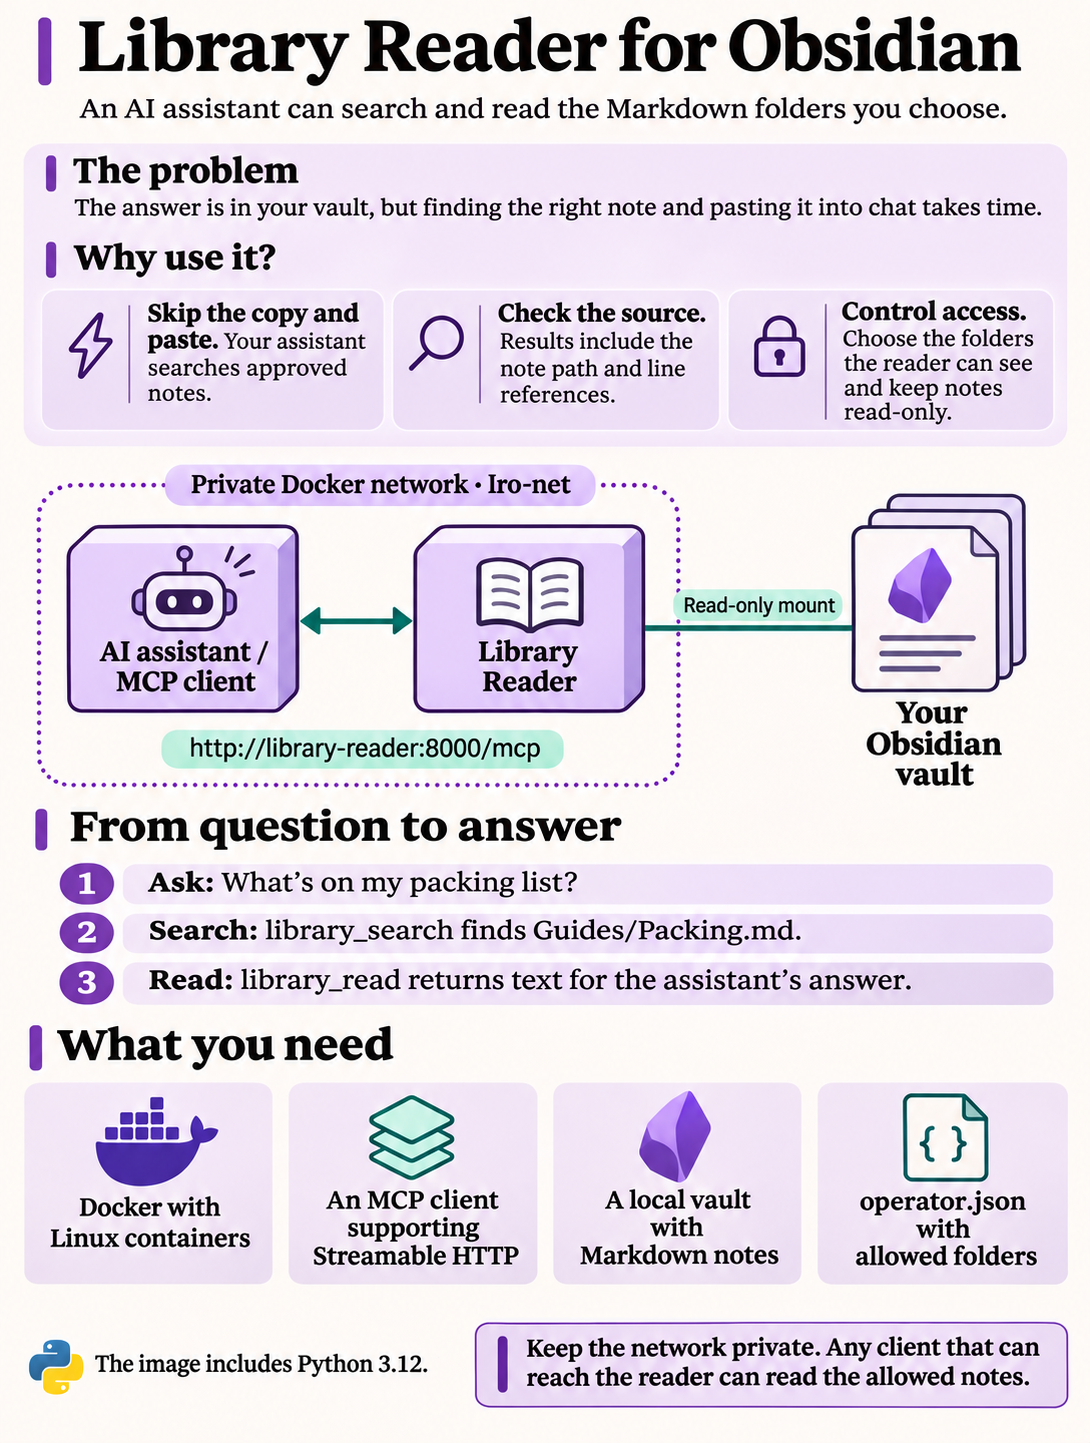 Library Reader for Obsidian
An AI assistant can search and read the Markdown folders you choose.
The problem
The answer is in your vault, but finding the right note and pasting it into chat takes time.
Why use it?
Skip the copy and
paste. Your assistant
searches approved
notes.
Check the source.
Results include the
note path and line
references.
Control access.
Choose the folders
the reader can see
and keep notes
read-only.
Private Docker network · Iro-net
AI assistant /
MCP client
Library
Reader
http://library-reader:8000/mcp
Read-only mount
Your
Obsidian
vault
From question to answer
1 Ask: What's on my packing list?
2 Search: library_search finds Guides/Packing.md.
3 Read: library_read returns text for the assistant's answer.
What you need
Docker with
Linux containers
An MCP client
supporting
Streamable HTTP
A local vault
with
Markdown notes
{ }
operator.json
with
allowed folders
The image includes Python 3.12.
Keep the network private. Any client that can
reach the reader can read the allowed notes.